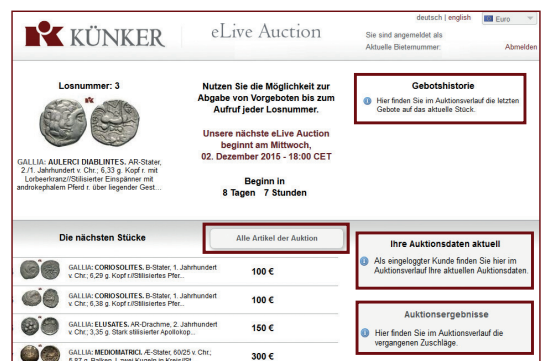 deutsch | english
Euro
KÜNKER
eLive Auction
Sie sind angemeldet als
Aktuelle Bieternummer:
Abmelden
Losnummer: 3
GALLIA: AULERCI DIABLINTES. AR-Stater,
2./1. Jahrhundert v. Chr.; 6,33 g. Kopf r. mit
Lorbeerkranz//Stilisierter Einspänner mit
androkephalem Pferd r. über liegender Gest...
Nutzen Sie die Möglichkeit zur
Abgabe von Vorgeboten bis zum
Aufruf jeder Losnummer.
Unsere nächste eLive Auction
beginnt am Mittwoch,
02. Dezember 2015 - 18:00 CET
Beginn in
8 Tagen 7 Stunden
Gebotshistorie
Hier finden Sie im Auktionsverlauf die letzten
Gebote auf das aktuelle Stück.
Die nächsten Stücke
Alle Artikel der Auktion
GALLIA: CORIOSOLITES. B-Stater, 1. Jahrhundert
v. Chr.; 6,29 g. Kopf r.//Stilisiertes Pfer...
100 €
GALLIA: CORIOSOLITES. B-Stater, 1. Jahrhundert
v. Chr.; 6,38 g. Kopf r.//Stilisiertes Pfer...
100 €
GALLIA: ELUSATES. AR-Drachme, 2. Jahrhundert
v. Chr.; 3,35 g. Stark stilisierter Apollokop...
150 €
GALLIA: MEDIOMATRICI. Æ-Stater, 60/25 v. Chr.;
5,87 g. Balken, l. zwei Kugeln in Kreis//St...
300 €
Ihre Auktionsdaten aktuell
Als eingeloggter Kunde finden Sie hier im
Auktionsverlauf Ihre aktuellen Auktionsdaten.
Auktionsergebnisse
Hier finden Sie im Auktionsverlauf die
vergangenen Zuschläge.